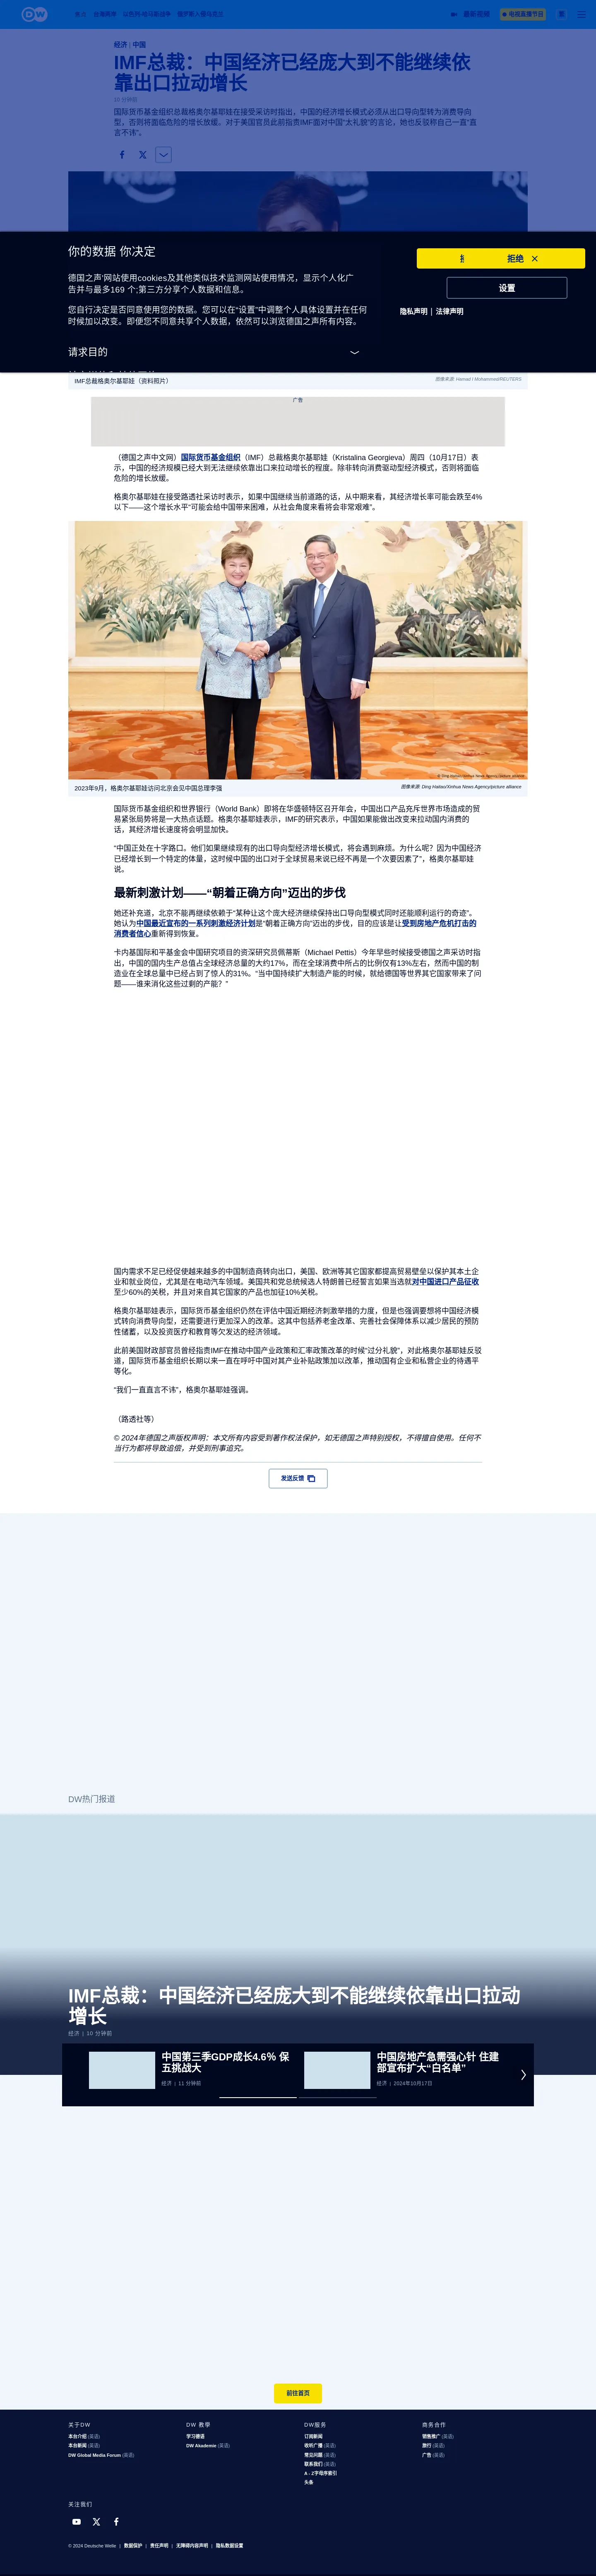 DW
以色列-哈马斯战争
俄罗斯入侵乌克兰
最新视频
电视直播节目
经济 | 中国
IMF总裁：中国经济已经庞大到不能继续依
靠出口拉动增长
10 分钟前
国际货币基金组织总裁格奥尔基耶娃在接受采访时指出，中国的经济增长模式必须从出口导向型转为消费导向
型，否则将面临危险的增长放缓。对于美国官员此前指责IMF面对中国“太礼貌”的言论，她也反驳称自己一直“直
言不讳”。
你的数据 你决定
拒绝
德国之声’网站使用cookies及其他类似技术监测网站使用情况，显示个人化广
告并与最多169 个;第三方分享个人数据和信息。
设置
隐私声明 | 法律声明
您自行决定是否同意使用您的数据。您可以在“设置”中调整个人具体设置并在任何
时候加以改变。即便您不同意共享个人数据，依然可以浏览德国之声所有内容。
请求目的
IMF总裁格奥尔基耶娃（资料照片）
图像来源: Hamad I Mohammed/REUTERS
广告
（德国之声中文网）国际货币基金组织（IMF）总裁格奥尔基耶娃（Kristalina Georgieva）周四（10月17日）表
示，中国的经济规模已经大到无法继续依靠出口来拉动增长的程度。除非转向消费驱动型经济模式，否则将面临
危险的增长放缓。
格奥尔基耶娃在接受路透社采访时表示，如果中国继续当前道路的话，从中期来看，其经济增长率可能会跌至4%
以下——这个增长水平“可能会给中国带来困难，从社会角度来看将会非常艰难”。
© Ding Haitao/Xinhua News Agency/picture alliance
2023年9月，格奥尔基耶娃访问北京会见中国总理李强
图像来源: Ding Haitao/Xinhua News Agency/picture alliance
国际货币基金组织和世界银行（World Bank）即将在华盛顿特区召开年会，中国出口产品充斥世界市场造成的贸
易紧张局势将是一大热点话题。格奥尔基耶娃表示，IMF的研究表示，中国如果能做出改变来拉动国内消费的
话，其经济增长速度将会明显加快。
“中国正处在十字路口。他们如果继续现有的出口导向型经济增长模式，将会遇到麻烦。为什么呢？因为中国经济
已经增长到一个特定的体量，这时候中国的出口对于全球贸易来说已经不再是一个次要因素了”，格奥尔基耶娃
说。
最新刺激计划——“朝着正确方向”迈出的步伐
她还补充道，北京不能再继续依赖于“某种让这个庞大经济继续保持出口导向型模式同时还能顺利运行的奇迹”。
她认为中国最近宣布的一系列刺激经济计划是“朝着正确方向”迈出的步伐，目的应该是让受到房地产危机打击的
消费者信心重新得到恢复。
卡内基国际和平基金会中国研究项目的资深研究员佩蒂斯（Michael Pettis）今年早些时候接受德国之声采访时指
出，中国的国内生产总值占全球经济总量的大约17%，而在全球消费中所占的比例仅有13%左右，然而中国的制
造业在全球总量中已经占到了惊人的31%。“当中国持续扩大制造产能的时候，就给德国等世界其它国家带来了问
题——谁来消化这些过剩的产能？”
国内需求不足已经促使越来越多的中国制造商转向出口，美国、欧洲等其它国家都提高贸易壁垒以保护其本土企
业和就业岗位，尤其是在电动汽车领域。美国共和党总统候选人特朗普已经誓言如果当选就对中国进口产品征收
至少60%的关税，并且对来自其它国家的产品也加征10%关税。
格奥尔基耶娃表示，国际货币基金组织仍然在评估中国近期经济刺激举措的力度，但是也强调要想将中国经济模
式转向消费导向型，还需要进行更加深入的改革。这其中包括养老金改革、完善社会保障体系以减少居民的预防
性储蓄，以及投资医疗和教育等欠发达的经济领域。
此前美国财政部官员曾经指责IMF在推动中国产业政策和汇率政策改革的时候“过分礼貌”，对此格奥尔基耶娃反驳
道，国际货币基金组织长期以来一直在呼吁中国对其产业补贴政策加以改革，推动国有企业和私营企业的待遇平
等化。
“我们一直直言不讳”，格奥尔基耶娃强调。
（路透社等）
© 2024年德国之声版权声明：本文所有内容受到著作权法保护，如无德国之声特别授权，不得擅自使用。任何不
当行为都将导致追偿，并受到刑事追究。
发送反馈
DW热门报道
IMF总裁：中国经济已经庞大到不能继续依靠出口拉动
增长
经济 | 10 分钟前
中国第三季GDP成长4.6% 保
五挑战大
经济 | 11 分钟前
中国房地产急需强心针 住建
部宣布扩大“白名单”
经济 | 2024年10月17日
前往首页
关于DW
本台介绍 (英语)
本台新闻 (英语)
DW Global Media Forum (英语)
DW 教学
学习德语
DW Akademie (英语)
DW服务
订阅新闻
收听广播 (英语)
常见问题 (英语)
联系我们 (英语)
A - Z字母序索引
头条
商务合作
销售推广 (英语)
旅行 (英语)
广告 (英语)
关注我们
© 2024 Deutsche Welle | 数据保护 | 责任声明 | 无障碍内容声明 | 隐私数据设置